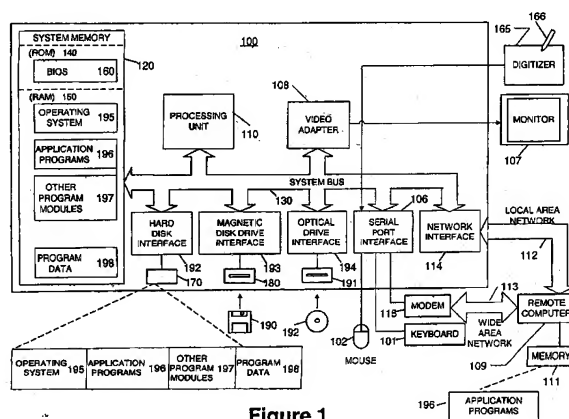 SYSTEM MEMORY
(ROM) 140
BIOS 160
(RAM) 150
OPERATING SYSTEM 195
APPLICATION PROGRAMS 196
OTHER PROGRAM MODULES 197
PROGRAM DATA 198
120
100
PROCESSING UNIT
110
108
VIDEO ADAPTER
165
166
DIGITIZER
MONITOR
107
130
SYSTEM BUS
106
HARD DISK INTERFACE
192
MAGNETIC DISK DRIVE INTERFACE
193
OPTICAL DRIVE INTERFACE
194
SERIAL PORT INTERFACE
NETWORK INTERFACE
114
LOCAL AREA NETWORK
112
170
180
191
190
192
102
MOUSE
MODEM
115
113
KEYBOARD
101
WIDE AREA NETWORK
REMOTE COMPUTER
109
MEMORY
111
196
APPLICATION PROGRAMS
OPERATING SYSTEM 195
APPLICATION PROGRAMS 196
OTHER PROGRAM MODULES 197
PROGRAM DATA 198
Figure 1